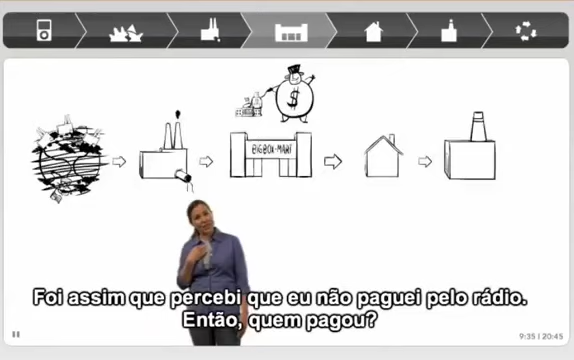 $
BIGBOX-MART
Foi assim que percebi que eu não paguei pelo rádio.
Então, quem pagou?
9:35 | 20:45